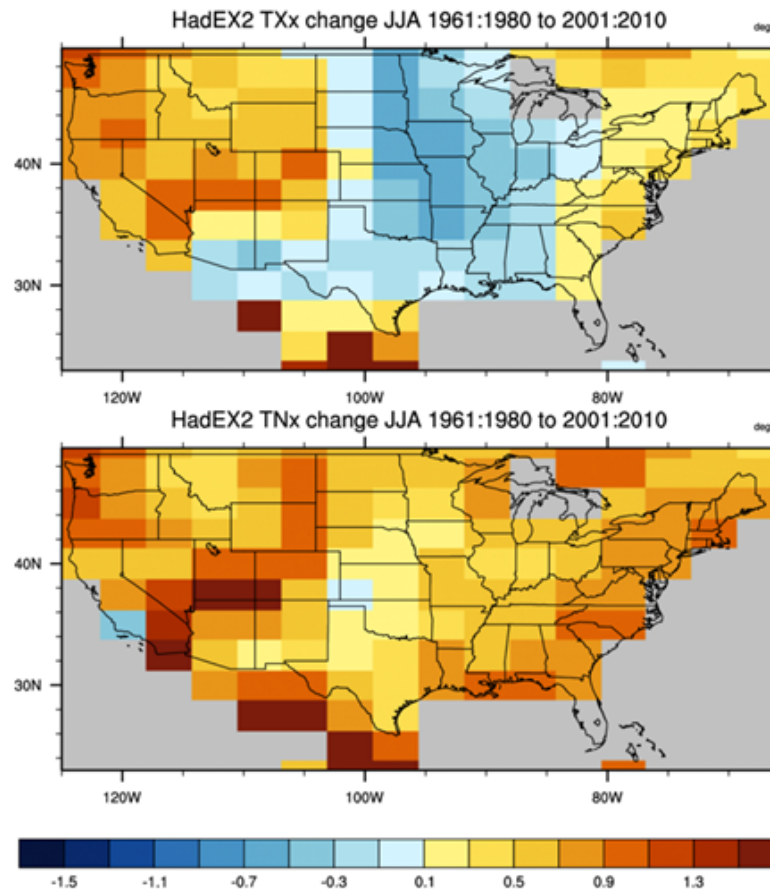 HadEX2 TXx change JJA 1961:1980 to 2001:2010
deg
40N
30N
120W 100W 80W
HadEX2 TNx change JJA 1961:1980 to 2001:2010
deg
40N
30N
120W 100W 80W
-1.5 -1.1 -0.7 -0.3 0.1 0.5 0.9 1.3